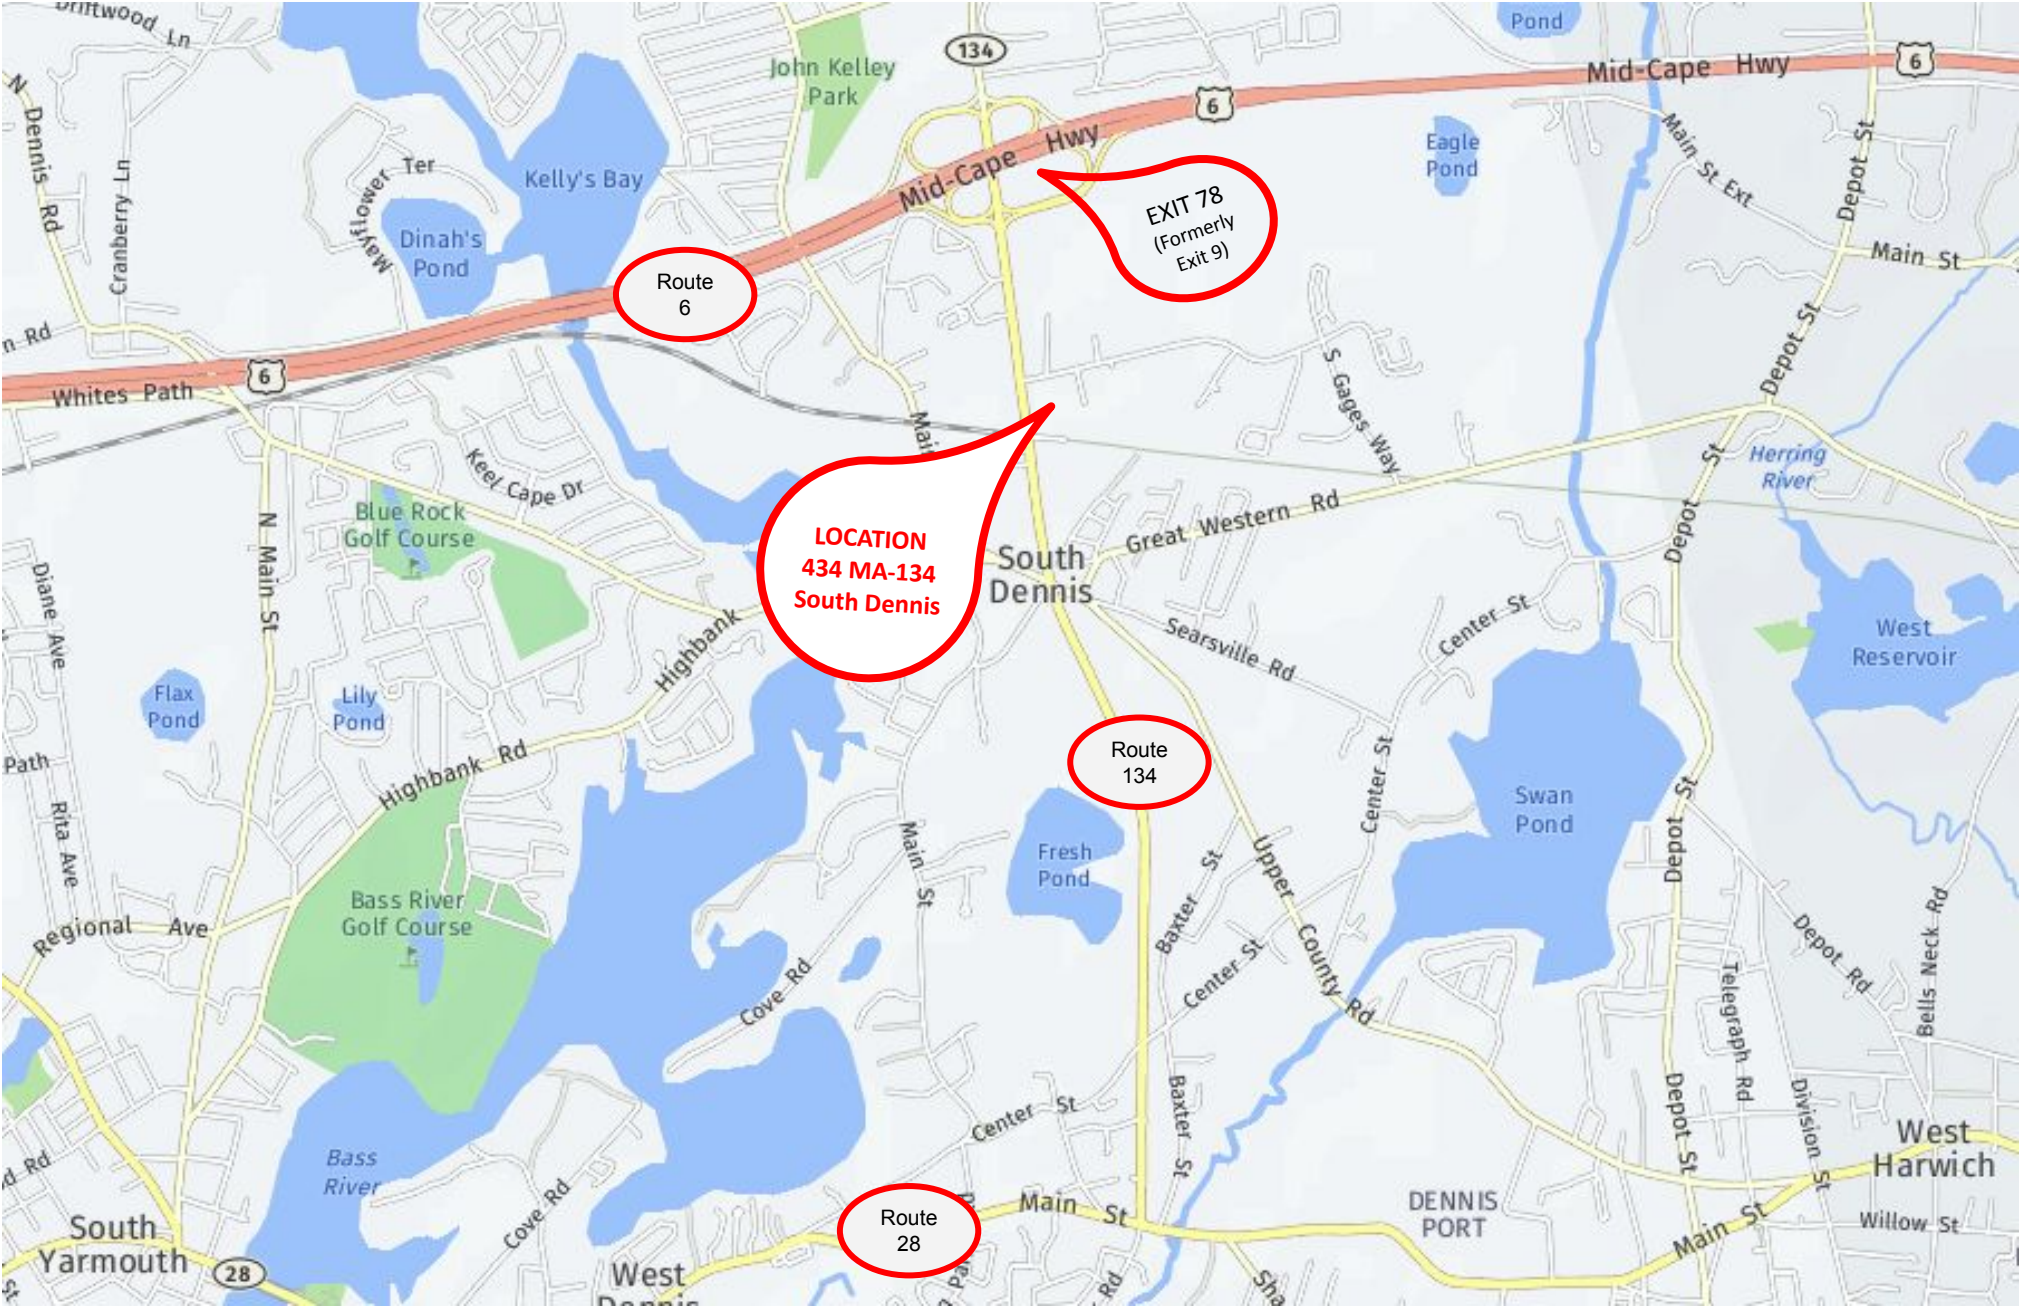 Driftwood Ln
Pond
134
6
Mid-Cape Hwy
6
John Kelley
Park
N Dennis Rd
Cranberry Ln
Mayflower Ter
Kelly's Bay
Mid-Cape Hwy
Eagle
Pond
Main St Ext
Depot St
EXIT 78
(Formerly
Exit 9)
Dinah's
Pond
Main St
Route
6
n Rd
Depot St
6
Whites Path
S Gages Way
Main
Keel Cape Dr
Herring
River
Depot St
Blue Rock
Golf Course
N Main St
Great Western Rd
LOCATION
434 MA-134
South Dennis
South
Dennis
Diane Ave
Highbank
Searsville Rd
Center St
West
Reservoir
Flax
Pond
Lily
Pond
Path
Highbank Rd
Route
134
Center St
Swan
Pond
Depot St
Rita Ave
Main St
Fresh
Pond
Baxter St
Upper County Rd
Bass River
Golf Course
Regional Ave
Cove Rd
Center St
Telegraph Rd
Depot Rd
Bells Neck Rd
Center St
Baxter St
Depot St
Division St
West
Harwich
Bass
River
d Rd
Cove Rd
Route
28
Main St
DENNIS
PORT
Main St
Willow St
South
Yarmouth
28
St
West
Dennis
Pa
Rd
Sha